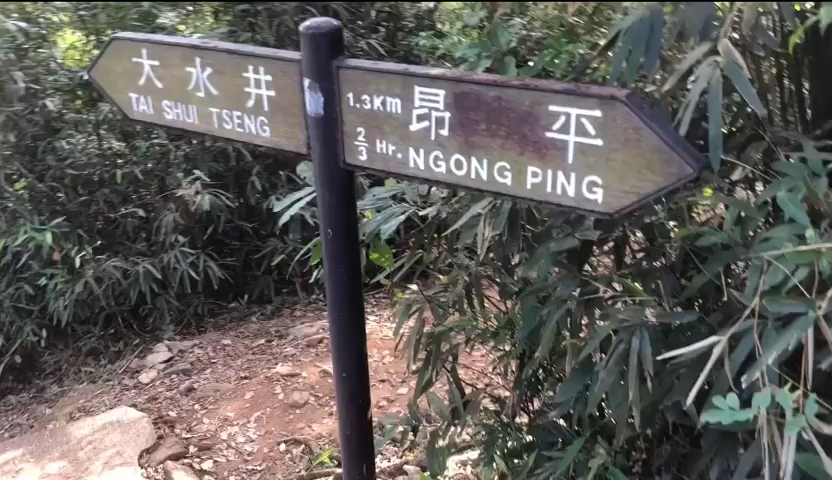 大水井
TAI SHUI TSENG
1.3Km 昂平
2/3 Hr. NGONG PING